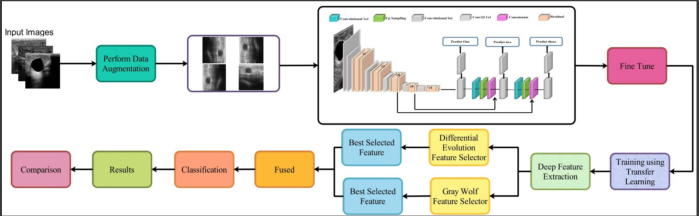 Input Images
Perform Data
Augmentation
Convolutional Set
Up Sampling
Convolutional Set
Conv2D
Concatenate
Residual
Predict one
Predict two
Predict three
Fine Tune
Training using
Transfer
Learning
Deep Feature
Extraction
Differential
Evolution
Feature Selector
Gray Wolf
Feature Selector
Best Selected
Feature
Best Selected
Feature
Fused
Classification
Results
Comparison